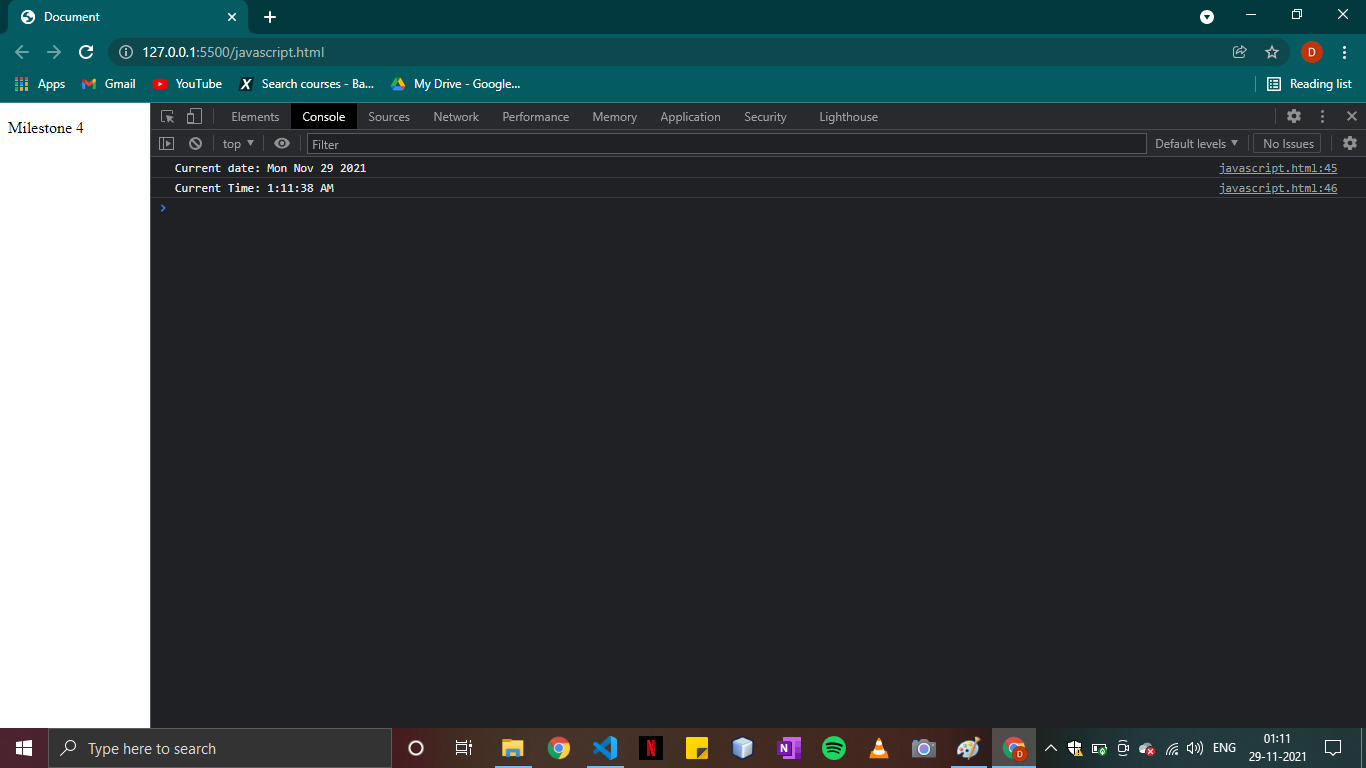 Document
127.0.0.1:5500/javascript.html
D
Apps Gmail YouTube Search courses - Ba... My Drive - Google... Reading list
Milestone 4
Elements Console Sources Network Performance Memory Application Security Lighthouse
top Filter Default levels No Issues
Current date: Mon Nov 29 2021 javascript.html:45
Current Time: 1:11:38 AM javascript.html:46
Type here to search
N
N
D
ENG
01:11
29-11-2021